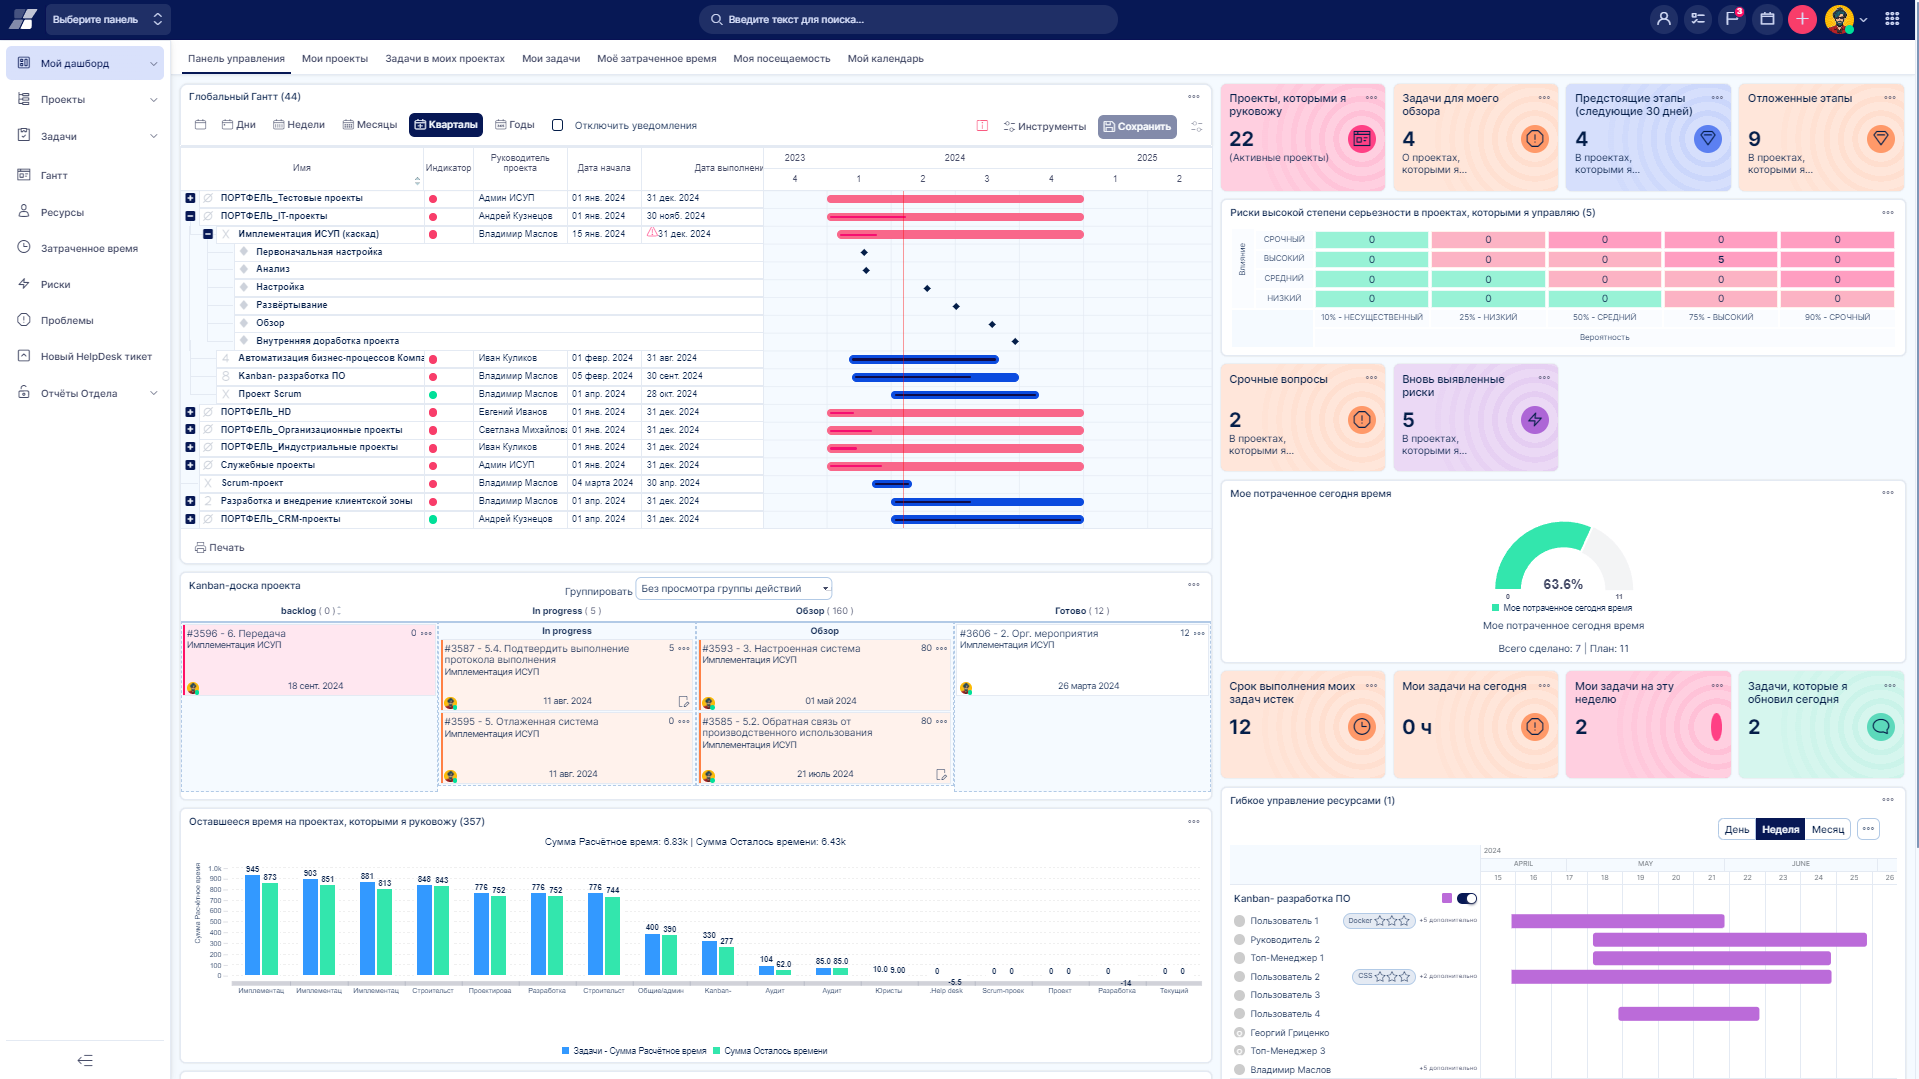 Выберите панель
Введите текст для поиска...
3
Мой дашборд
Проекты
Задачи
Гантт
Ресурсы
Затраченное время
Риски
Проблемы
Новый HelpDesk тикет
Отчёты Отдела
Панель управления
Мои проекты
Задачи в моих проектах
Мои задачи
Моё затраченное время
Моя посещаемость
Мой календарь
Глобальный Гантт (44)
Дни
Недели
Месяцы
Кварталы
Годы
Отключить уведомления
Инструменты
Сохранить
Имя
Индикатор
Руководитель проекта
Дата начала
Дата выполнени
2023 2024 2025
4 1 2 3 4 1 2
ПОРТФЕЛЬ_Тестовые проекты Админ ИСУП 01 янв. 2024 31 дек. 2024
ПОРТФЕЛЬ_IT-проекты Андрей Кузнецов 01 янв. 2024 30 нояб. 2024
X Имплементация ИСУП (каскад) Владимир Маслов 15 янв. 2024 31 дек. 2024
Первоначальная настройка
Анализ
Настройка
Развёртывание
Обзор
Внутренняя доработка проекта
4 Автоматизация бизнес-процессов Компа Иван Куликов 01 февр. 2024 31 авг. 2024
8 Kanban- разработка ПО Владимир Маслов 05 февр. 2024 30 сент. 2024
X Проект Scrum Владимир Маслов 01 апр. 2024 28 окт. 2024
ПОРТФЕЛЬ_HD Евгений Иванов 01 янв. 2024 31 дек. 2024
ПОРТФЕЛЬ_Организационные проекты Светлана Михайлова 01 янв. 2024 31 дек. 2024
ПОРТФЕЛЬ_Индустриальные проекты Иван Куликов 01 янв. 2024 31 дек. 2024
Служебные проекты Админ ИСУП 01 янв. 2024 31 дек. 2024
X Scrum-проект Владимир Маслов 04 марта 2024 30 апр. 2024
2 Разработка и внедрение клиентской зоны Владимир Маслов 01 апр. 2024 31 дек. 2024
ПОРТФЕЛЬ_CRM-проекты Андрей Кузнецов 01 апр. 2024 31 дек. 2024
Печать
Kanban-доска проекта
Группировать Без просмотра группы действий
backlog ( 0 ) In progress ( 5 ) Обзор ( 160 ) Готово ( 12 )
#3596 - 6. Передача 0
Имплементация ИСУП
18 сент. 2024
In progress
#3587 - 5.4. Подтвердить выполнение 5
протокола выполнения
Имплементация ИСУП
11 авг. 2024
#3595 - 5. Отлаженная система 0
Имплементация ИСУП
11 авг. 2024
Обзор
#3593 - 3. Настроенная система 80
Имплементация ИСУП
01 май 2024
#3585 - 5.2. Обратная связь от 80
производственного использования
Имплементация ИСУП
21 июль 2024
#3606 - 2. Орг. мероприятия 12
Имплементация ИСУП
26 марта 2024
Оставшееся время на проектах, которыми я руковожу (357)
Сумма Расчётное время: 6.83k | Сумма Осталось времени: 6.43k
Сумма Расчётное время
1.0k
900
800
700
600
500
400
300
200
100
0
945 873 903 851 881 813 848 843 776 752 776 752 776 744 400 390 330 277 104 62.0 85.0 85.0 10.0 9.00 0 -5.5 0 0 0 0 0 -14 0 0
Имплементац Имплементац Имплементац Строительст Проектирова Разработка Строительст Общие/админ Kanban- Аудит Аудит Юристы .Help desk Scrum-проек Проект Разработка Текущий
Задачи - Сумма Расчётное время Сумма Осталось времени
Проекты, которыми я
руковожу
22
(Активные проекты)
Задачи для моего
обзора
4
О проектах,
которыми я...
Предстоящие этапы
(следующие 30 дней)
4
В проектах,
которыми я...
Отложенные этапы
9
В проектах,
которыми я...
Риски высокой степени серьезности в проектах, которыми я управляю (5)
Влияние
СРОЧНЫЙ 0 0 0 0 0
ВЫСОКИЙ 0 0 0 5 0
СРЕДНИЙ 0 0 0 0 0
НИЗКИЙ 0 0 0 0 0
10% - НЕСУЩЕСТВЕННЫЙ 25% - НИЗКИЙ 50% - СРЕДНИЙ 75% - ВЫСОКИЙ 90% - СРОЧНЫЙ
Вероятность
Срочные вопросы
2
В проектах,
которыми я...
Вновь выявленные
риски
5
В проектах,
которыми я...
Мое потраченное сегодня время
63.6%
0 11
Мое потраченное сегодня время
Мое потраченное сегодня время
Всего сделано: 7 | План: 11
Срок выполнения моих
задач истек
12
Мои задачи на сегодня
0 ч
Мои задачи на эту
неделю
2
Задачи, которые я
обновил сегодня
2
Гибкое управление ресурсами (1)
День Неделя Месяц
2024
APRIL MAY JUNE
15 16 17 18 19 20 21 22 23 24 25 26
Kanban- разработка ПО
Пользователь 1 Docker +5 дополнительно
Руководитель 2
Топ-Менеджер 1
Пользователь 2 CSS +2 дополнительно
Пользователь 3
Пользователь 4
Георгий Гриценко
Топ-Менеджер 3
Владимир Маслов +5 дополнительно